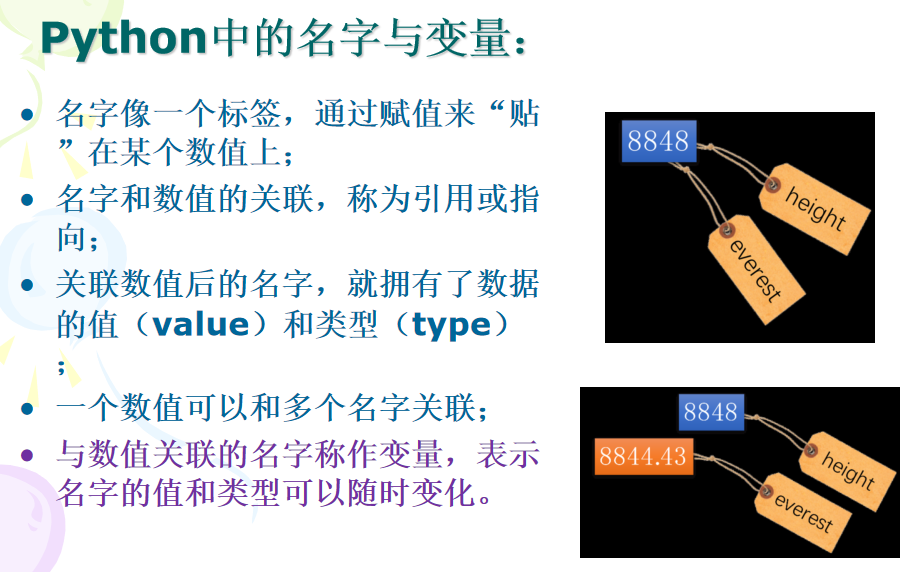 Python中的名字与变量：
• 名字像一个标签，通过赋值来“贴
”在某个数值上；
• 名字和数值的关联，称为引用或指
向；
• 关联数值后的名字，就拥有了数据
的值（value）和类型（type）
；
• 一个数值可以和多个名字关联；
• 与数值关联的名字称作变量，表示
名字的值和类型可以随时变化。
8848
height
everest
8848
8844.43
height
everest